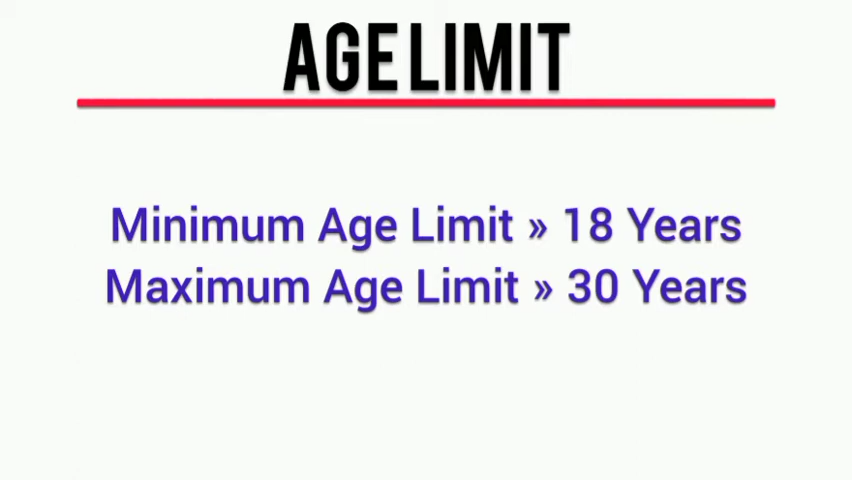 AGE LIMIT
Minimum Age Limit » 18 Years
Maximum Age Limit » 30 Years